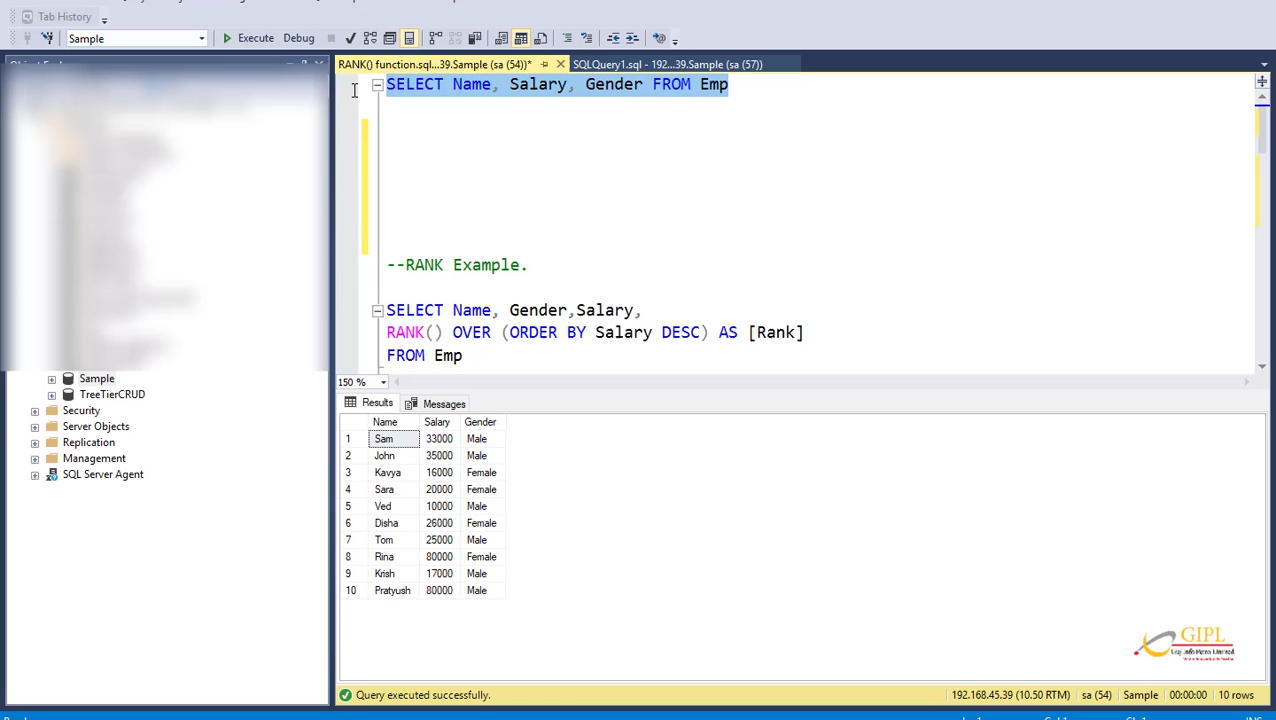 Tab History
Sample
Execute
Debug
RANK() function.sql...39.Sample (sa (54))*
SQLQuery1.sql - 192...39.Sample (sa (57))
SELECT Name, Salary, Gender FROM Emp
--RANK Example.
SELECT Name, Gender,Salary,
RANK() OVER (ORDER BY Salary DESC) AS [Rank]
FROM Emp
Sample
TreeTierCRUD
Security
Server Objects
Replication
Management
SQL Server Agent
150 %
Results
Messages
Name Salary Gender
1 Sam 33000 Male
2 John 35000 Male
3 Kavya 16000 Female
4 Sara 20000 Female
5 Ved 10000 Male
6 Disha 26000 Female
7 Tom 25000 Male
8 Rina 80000 Female
9 Krish 17000 Male
10 Pratyush 80000 Male
GIPL
Query executed successfully.
192.168.45.39 (10.50 RTM)
sa (54)
Sample
00:00:00
10 rows